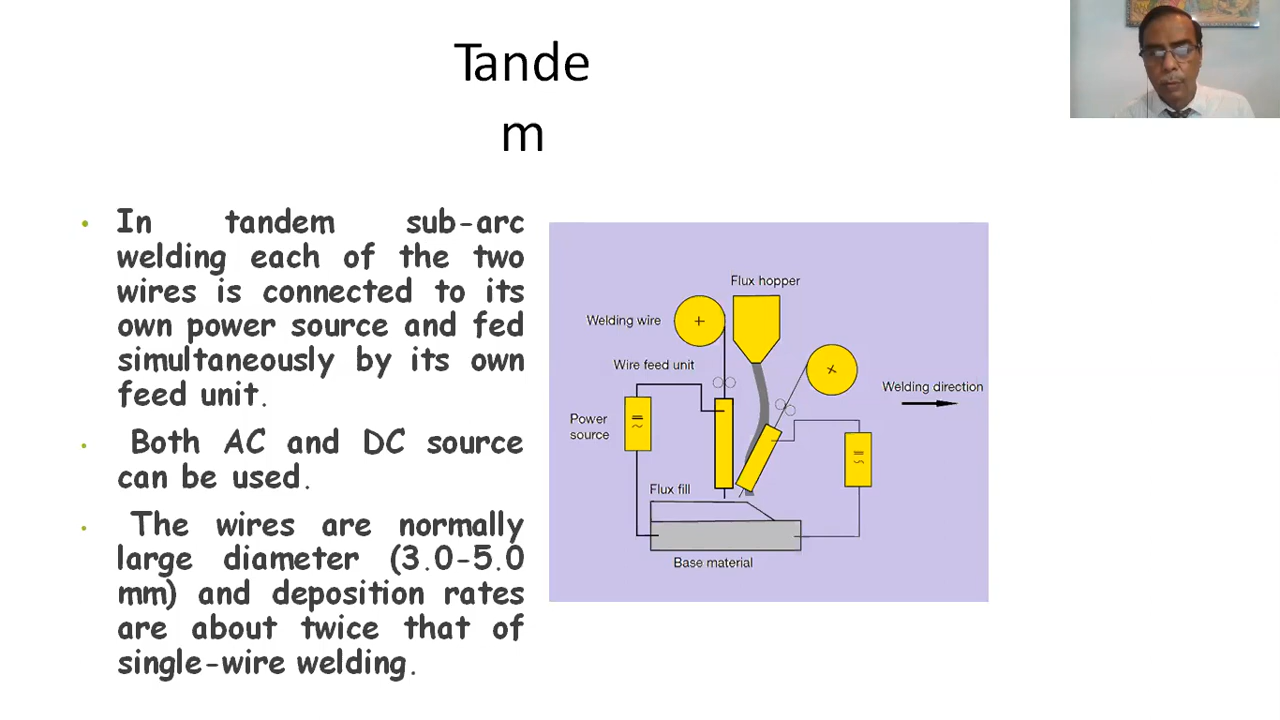 Tande
m
• In tandem sub-arc
welding each of the two
wires is connected to its
own power source and fed
simultaneously by its own
feed unit.
• Both AC and DC source
can be used.
• The wires are normally
large diameter (3.0-5.0
mm) and deposition rates
are about twice that of
single-wire welding.
Flux hopper
Welding wire
Wire feed unit
Welding direction
Power
source
Flux fill
Base material